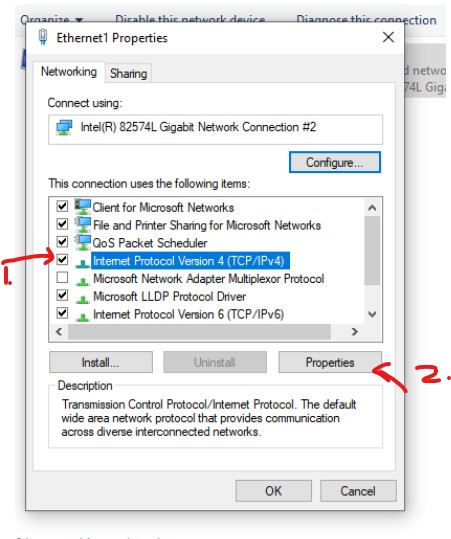 Organize ▾ Disable this network device Diagnose this connection
Ethernet1 Properties
Networking Sharing
d netwo
74L Giga
Connect using:
Intel(R) 82574L Gigabit Network Connection #2
Configure...
This connection uses the following items:
Client for Microsoft Networks
File and Printer Sharing for Microsoft Networks
QoS Packet Scheduler
1.
Internet Protocol Version 4 (TCP/IPv4)
Microsoft Network Adapter Multiplexor Protocol
Microsoft LLDP Protocol Driver
Internet Protocol Version 6 (TCP/IPv6)
Install... Uninstall Properties
2.
Description
Transmission Control Protocol/Internet Protocol. The default
wide area network protocol that provides communication
across diverse interconnected networks.
OK Cancel